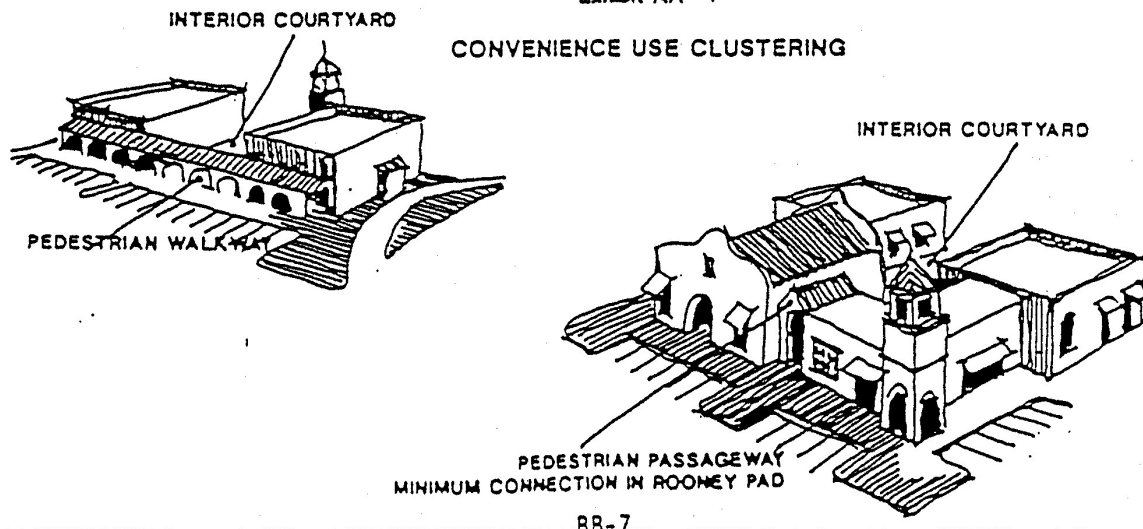 INTERIOR COURTYARD
CONVENIENCE USE CLUSTERING
INTERIOR COURTYARD
PEDESTRIAN WALKWAY
PEDESTRIAN PASSAGEWAY
MINIMUM CONNECTION IN ROONEY PAD
RR-7